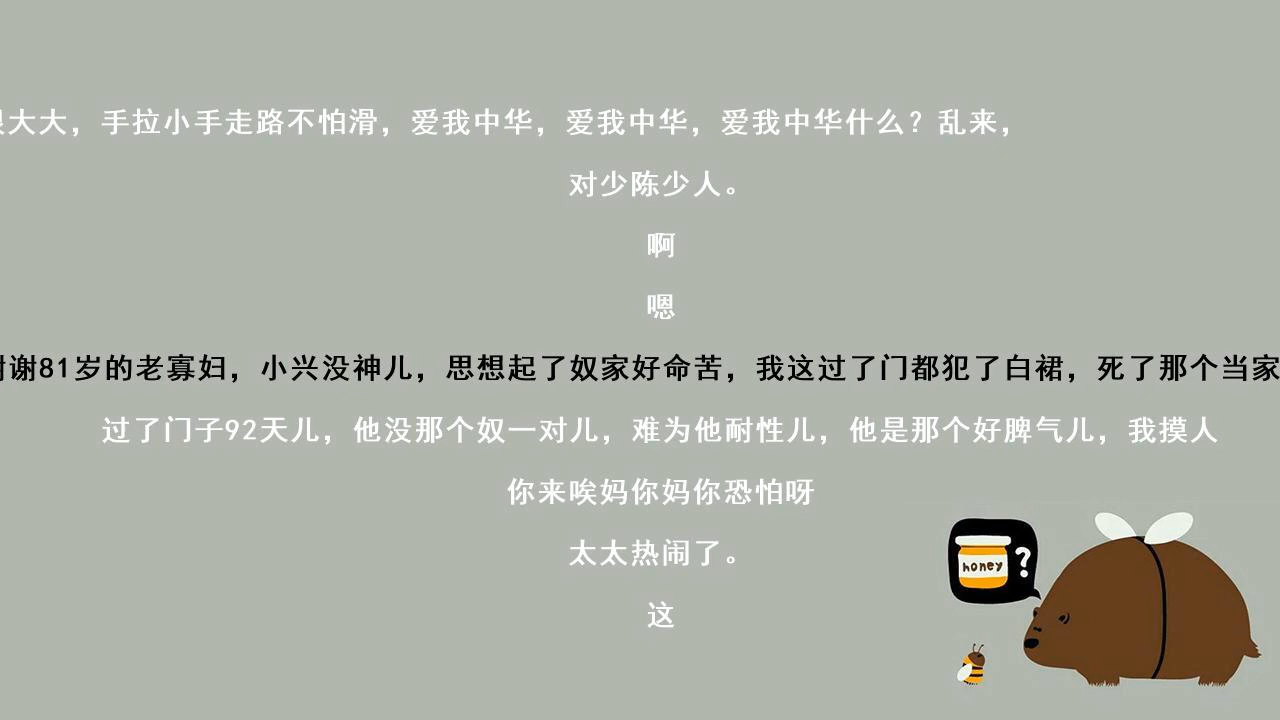 大大，手拉小手走路不怕滑，爱我中华，爱我中华，爱我中华什么？乱来，
对少陈少人。
啊
嗯
谢81岁的老寡妇，小兴没神儿，思想起了奴家好命苦，我这过了门都犯了白裙，死了那个当家
过了门子92天儿，他没那个奴一对儿，难为他耐性儿，他是那个好脾气儿，我摸人
你来唉妈你妈你恐怕呀
太太热闹了。
这
honey
?